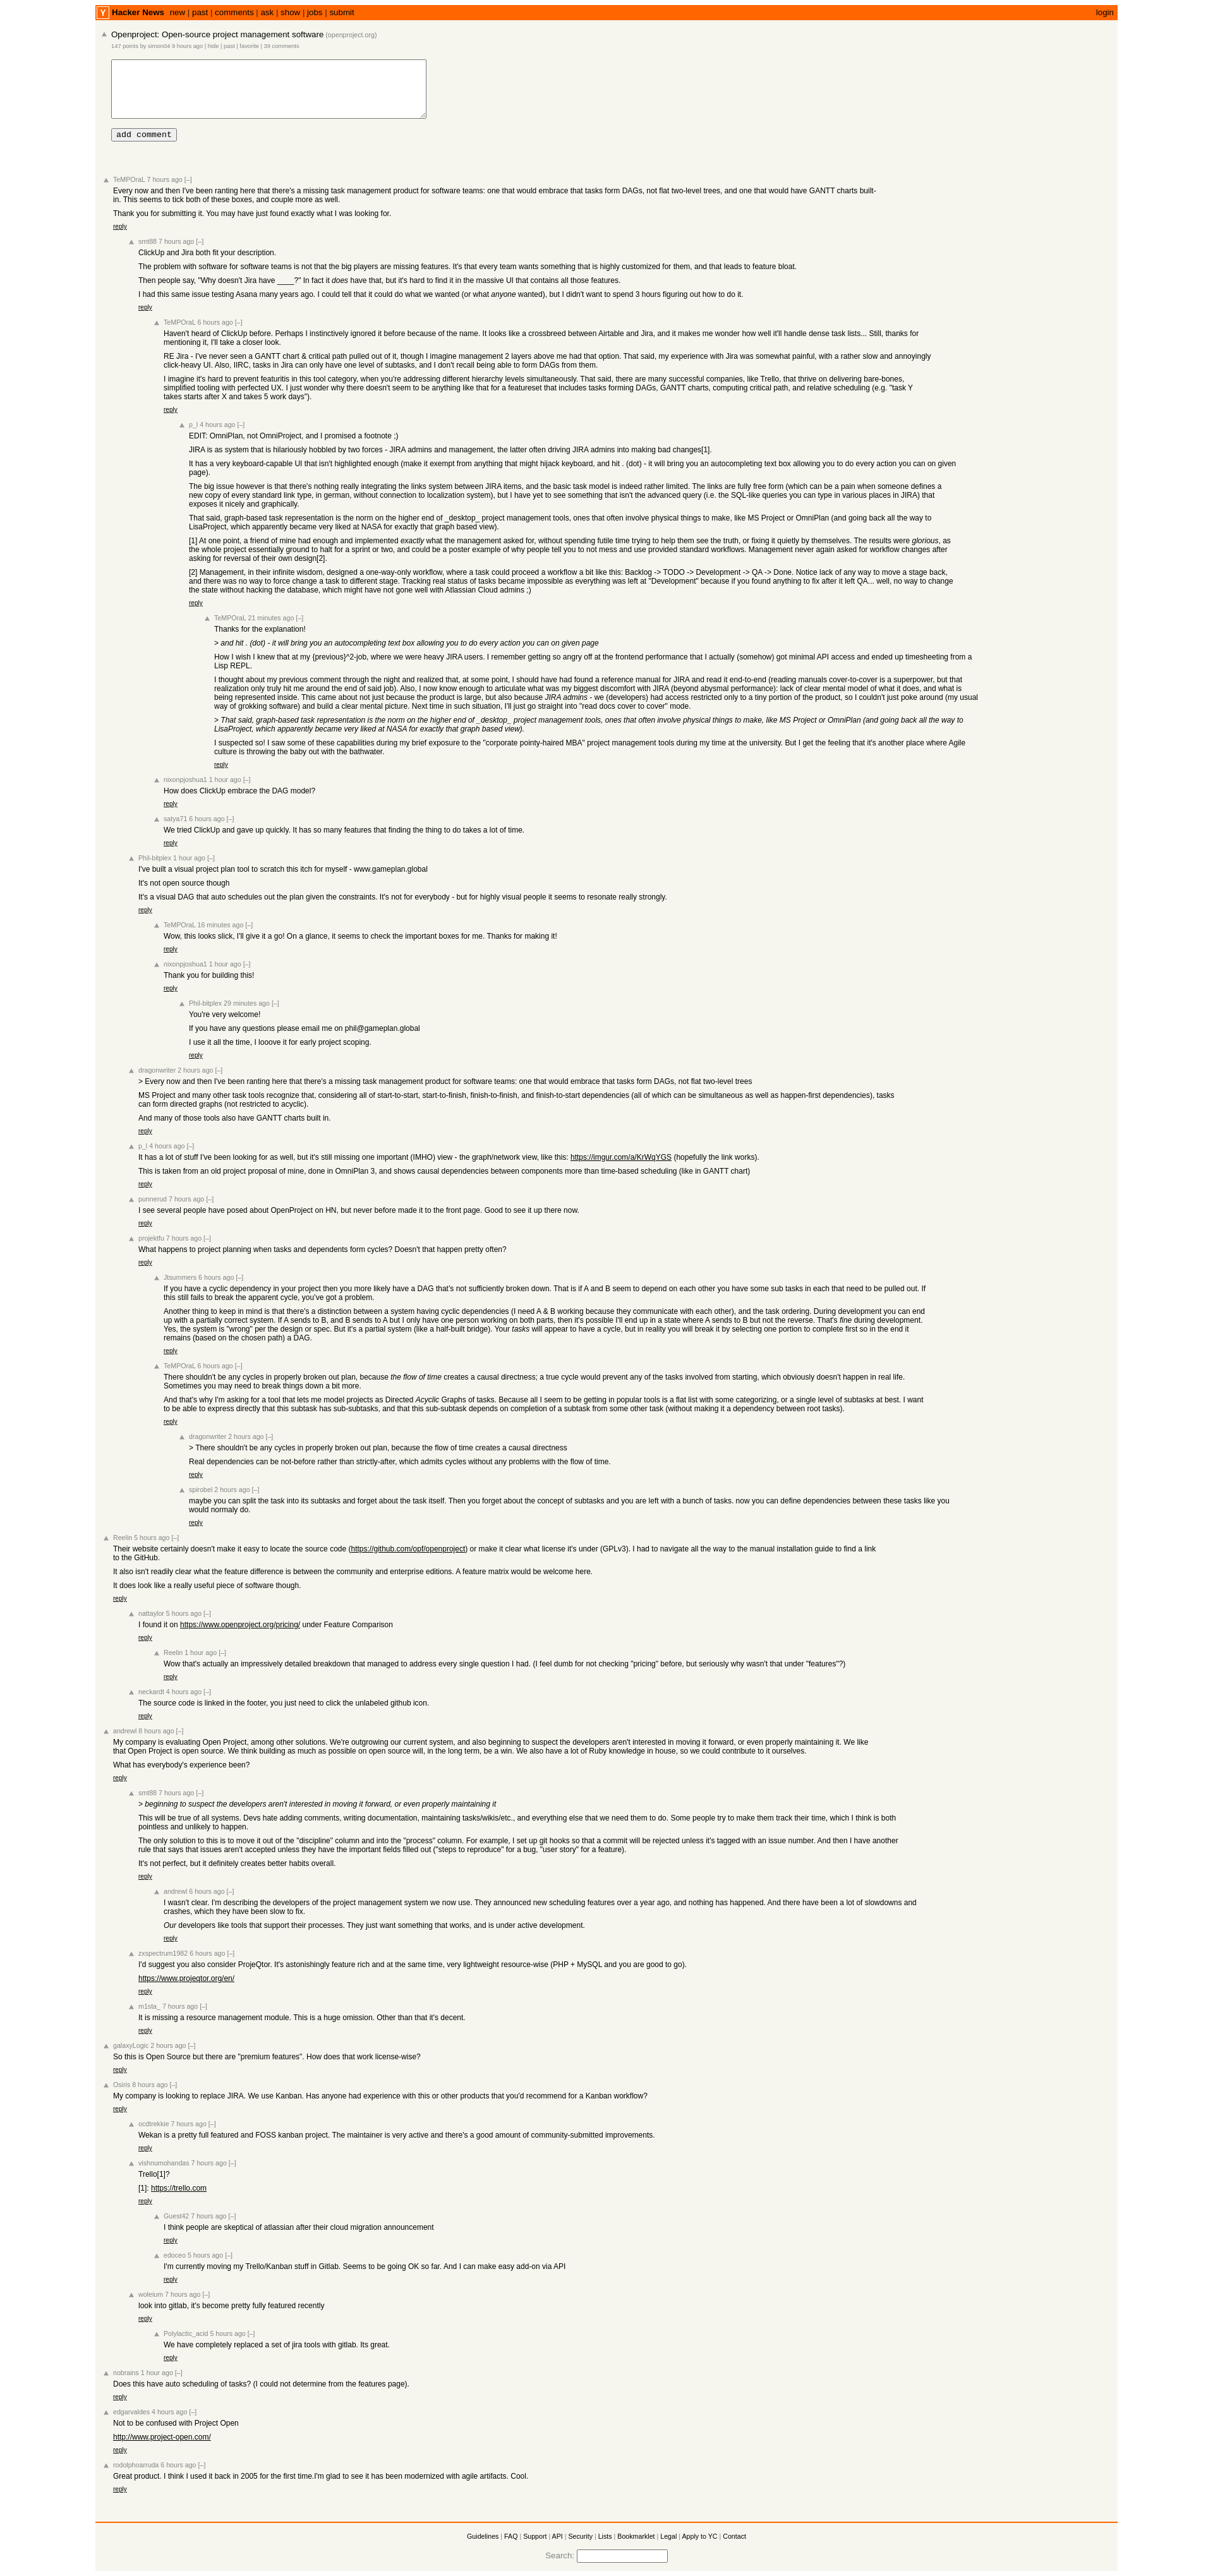 Y Hacker News new | past | comments | ask | show | jobs | submit login
Openproject: Open-source project management software (openproject.org)
147 points by simon04 9 hours ago | hide | past | favorite | 39 comments
add comment
TeMPOraL 7 hours ago [–]
Every now and then I've been ranting here that there's a missing task management product for software teams: one that would embrace that tasks form DAGs, not flat two-level trees, and one that would have GANTT charts built-
in. This seems to tick both of these boxes, and couple more as well.
Thank you for submitting it. You may have just found exactly what I was looking for.
reply
smt88 7 hours ago [–]
ClickUp and Jira both fit your description.
The problem with software for software teams is not that the big players are missing features. It's that every team wants something that is highly customized for them, and that leads to feature bloat.
Then people say, "Why doesn't Jira have ____?" In fact it does have that, but it's hard to find it in the massive UI that contains all those features.
I had this same issue testing Asana many years ago. I could tell that it could do what we wanted (or what anyone wanted), but I didn't want to spend 3 hours figuring out how to do it.
reply
TeMPOraL 6 hours ago [–]
Haven't heard of ClickUp before. Perhaps I instinctively ignored it before because of the name. It looks like a crossbreed between Airtable and Jira, and it makes me wonder how well it'll handle dense task lists... Still, thanks for
mentioning it, I'll take a closer look.
RE Jira - I've never seen a GANTT chart & critical path pulled out of it, though I imagine management 2 layers above me had that option. That said, my experience with Jira was somewhat painful, with a rather slow and annoyingly
click-heavy UI. Also, IIRC, tasks in Jira can only have one level of subtasks, and I don't recall being able to form DAGs from them.
I imagine it's hard to prevent featuritis in this tool category, when you're addressing different hierarchy levels simultaneously. That said, there are many successful companies, like Trello, that thrive on delivering bare-bones,
simplified tooling with perfected UX. I just wonder why there doesn't seem to be anything like that for a featureset that includes tasks forming DAGs, GANTT charts, computing critical path, and relative scheduling (e.g. "task Y
takes starts after X and takes 5 work days").
reply
p_l 4 hours ago [–]
EDIT: OmniPlan, not OmniProject, and I promised a footnote ;)
JIRA is as system that is hilariously hobbled by two forces - JIRA admins and management, the latter often driving JIRA admins into making bad changes[1].
It has a very keyboard-capable UI that isn't highlighted enough (make it exempt from anything that might hijack keyboard, and hit . (dot) - it will bring you an autocompleting text box allowing you to do every action you can on given
page).
The big issue however is that there's nothing really integrating the links system between JIRA items, and the basic task model is indeed rather limited. The links are fully free form (which can be a pain when someone defines a
new copy of every standard link type, in german, without connection to localization system), but I have yet to see something that isn't the advanced query (i.e. the SQL-like queries you can type in various places in JIRA) that
exposes it nicely and graphically.
That said, graph-based task representation is the norm on the higher end of _desktop_ project management tools, ones that often involve physical things to make, like MS Project or OmniPlan (and going back all the way to
LisaProject, which apparently became very liked at NASA for exactly that graph based view).
[1] At one point, a friend of mine had enough and implemented exactly what the management asked for, without spending futile time trying to help them see the truth, or fixing it quietly by themselves. The results were glorious, as
the whole project essentially ground to halt for a sprint or two, and could be a poster example of why people tell you to not mess and use provided standard workflows. Management never again asked for workflow changes after
asking for reversal of their own design[2].
[2] Management, in their infinite wisdom, designed a one-way-only workflow, where a task could proceed a workflow a bit like this: Backlog -> TODO -> Development -> QA -> Done. Notice lack of any way to move a stage back,
and there was no way to force change a task to different stage. Tracking real status of tasks became impossible as everything was left at "Development" because if you found anything to fix after it left QA... well, no way to change
the state without hacking the database, which might have not gone well with Atlassian Cloud admins ;)
reply
TeMPOraL 21 minutes ago [–]
Thanks for the explanation!
> and hit . (dot) - it will bring you an autocompleting text box allowing you to do every action you can on given page
How I wish I knew that at my {previous}^2-job, where we were heavy JIRA users. I remember getting so angry off at the frontend performance that I actually (somehow) got minimal API access and ended up timesheeting from a
Lisp REPL.
I thought about my previous comment through the night and realized that, at some point, I should have had found a reference manual for JIRA and read it end-to-end (reading manuals cover-to-cover is a superpower, but that
realization only truly hit me around the end of said job). Also, I now know enough to articulate what was my biggest discomfort with JIRA (beyond abysmal performance): lack of clear mental model of what it does, and what is
being represented inside. This came about not just because the product is large, but also because JIRA admins - we (developers) had access restricted only to a tiny portion of the product, so I couldn't just poke around (my usual
way of grokking software) and build a clear mental picture. Next time in such situation, I'll just go straight into "read docs cover to cover" mode.
> That said, graph-based task representation is the norm on the higher end of _desktop_ project management tools, ones that often involve physical things to make, like MS Project or OmniPlan (and going back all the way to
LisaProject, which apparently became very liked at NASA for exactly that graph based view).
I suspected so! I saw some of these capabilities during my brief exposure to the "corporate pointy-haired MBA" project management tools during my time at the university. But I get the feeling that it's another place where Agile
culture is throwing the baby out with the bathwater.
reply
nixonpjoshua1 1 hour ago [–]
How does ClickUp embrace the DAG model?
reply
satya71 6 hours ago [–]
We tried ClickUp and gave up quickly. It has so many features that finding the thing to do takes a lot of time.
reply
Phil-bitplex 1 hour ago [–]
I've built a visual project plan tool to scratch this itch for myself - www.gameplan.global
It's not open source though
It's a visual DAG that auto schedules out the plan given the constraints. It's not for everybody - but for highly visual people it seems to resonate really strongly.
reply
TeMPOraL 16 minutes ago [–]
Wow, this looks slick, I'll give it a go! On a glance, it seems to check the important boxes for me. Thanks for making it!
reply
nixonpjoshua1 1 hour ago [–]
Thank you for building this!
reply
Phil-bitplex 29 minutes ago [–]
You're very welcome!
If you have any questions please email me on phil@gameplan.global
I use it all the time, I looove it for early project scoping.
reply
dragonwriter 2 hours ago [–]
> Every now and then I've been ranting here that there's a missing task management product for software teams: one that would embrace that tasks form DAGs, not flat two-level trees
MS Project and many other task tools recognize that, considering all of start-to-start, start-to-finish, finish-to-finish, and finish-to-start dependencies (all of which can be simultaneous as well as happen-first dependencies), tasks
can form directed graphs (not restricted to acyclic).
And many of those tools also have GANTT charts built in.
reply
p_l 4 hours ago [–]
It has a lot of stuff I've been looking for as well, but it's still missing one important (IMHO) view - the graph/network view, like this: https://imgur.com/a/KrWqYGS (hopefully the link works).
This is taken from an old project proposal of mine, done in OmniPlan 3, and shows causal dependencies between components more than time-based scheduling (like in GANTT chart)
reply
punnerud 7 hours ago [–]
I see several people have posed about OpenProject on HN, but never before made it to the front page. Good to see it up there now.
reply
projektfu 7 hours ago [–]
What happens to project planning when tasks and dependents form cycles? Doesn't that happen pretty often?
reply
Jtsummers 6 hours ago [–]
If you have a cyclic dependency in your project then you more likely have a DAG that's not sufficiently broken down. That is if A and B seem to depend on each other you have some sub tasks in each that need to be pulled out. If
this still fails to break the apparent cycle, you've got a problem.
Another thing to keep in mind is that there's a distinction between a system having cyclic dependencies (I need A & B working because they communicate with each other), and the task ordering. During development you can end
up with a partially correct system. If A sends to B, and B sends to A but I only have one person working on both parts, then it's possible I'll end up in a state where A sends to B but not the reverse. That's fine during development.
Yes, the system is "wrong" per the design or spec. But it's a partial system (like a half-built bridge). Your tasks will appear to have a cycle, but in reality you will break it by selecting one portion to complete first so in the end it
remains (based on the chosen path) a DAG.
reply
TeMPOraL 6 hours ago [–]
There shouldn't be any cycles in properly broken out plan, because the flow of time creates a causal directness; a true cycle would prevent any of the tasks involved from starting, which obviously doesn't happen in real life.
Sometimes you may need to break things down a bit more.
And that's why I'm asking for a tool that lets me model projects as Directed Acyclic Graphs of tasks. Because all I seem to be getting in popular tools is a flat list with some categorizing, or a single level of subtasks at best. I want
to be able to express directly that this subtask has sub-subtasks, and that this sub-subtask depends on completion of a subtask from some other task (without making it a dependency between root tasks).
reply
dragonwriter 2 hours ago [–]
> There shouldn't be any cycles in properly broken out plan, because the flow of time creates a causal directness
Real dependencies can be not-before rather than strictly-after, which admits cycles without any problems with the flow of time.
reply
spirobel 2 hours ago [–]
maybe you can split the task into its subtasks and forget about the task itself. Then you forget about the concept of subtasks and you are left with a bunch of tasks. now you can define dependencies between these tasks like you
would normaly do.
reply
Reelin 5 hours ago [–]
Their website certainly doesn't make it easy to locate the source code (https://github.com/opf/openproject) or make it clear what license it's under (GPLv3). I had to navigate all the way to the manual installation guide to find a link
to the GitHub.
It also isn't readily clear what the feature difference is between the community and enterprise editions. A feature matrix would be welcome here.
It does look like a really useful piece of software though.
reply
nattaylor 5 hours ago [–]
I found it on https://www.openproject.org/pricing/ under Feature Comparison
reply
Reelin 1 hour ago [–]
Wow that's actually an impressively detailed breakdown that managed to address every single question I had. (I feel dumb for not checking "pricing" before, but seriously why wasn't that under "features"?)
reply
neckardt 4 hours ago [–]
The source code is linked in the footer, you just need to click the unlabeled github icon.
reply
andrewl 8 hours ago [–]
My company is evaluating Open Project, among other solutions. We're outgrowing our current system, and also beginning to suspect the developers aren't interested in moving it forward, or even properly maintaining it. We like
that Open Project is open source. We think building as much as possible on open source will, in the long term, be a win. We also have a lot of Ruby knowledge in house, so we could contribute to it ourselves.
What has everybody's experience been?
reply
smt88 7 hours ago [–]
> beginning to suspect the developers aren't interested in moving it forward, or even properly maintaining it
This will be true of all systems. Devs hate adding comments, writing documentation, maintaining tasks/wikis/etc., and everything else that we need them to do. Some people try to make them track their time, which I think is both
pointless and unlikely to happen.
The only solution to this is to move it out of the "discipline" column and into the "process" column. For example, I set up git hooks so that a commit will be rejected unless it's tagged with an issue number. And then I have another
rule that says that issues aren't accepted unless they have the important fields filled out ("steps to reproduce" for a bug, "user story" for a feature).
It's not perfect, but it definitely creates better habits overall.
reply
andrewl 6 hours ago [–]
I wasn't clear. I'm describing the developers of the project management system we now use. They announced new scheduling features over a year ago, and nothing has happened. And there have been a lot of slowdowns and
crashes, which they have been slow to fix.
Our developers like tools that support their processes. They just want something that works, and is under active development.
reply
zxspectrum1982 6 hours ago [–]
I'd suggest you also consider ProjeQtor. It's astonishingly feature rich and at the same time, very lightweight resource-wise (PHP + MySQL and you are good to go).
https://www.projeqtor.org/en/
reply
m1sta_ 7 hours ago [–]
It is missing a resource management module. This is a huge omission. Other than that it's decent.
reply
galaxyLogic 2 hours ago [–]
So this is Open Source but there are "premium features". How does that work license-wise?
reply
Osiris 8 hours ago [–]
My company is looking to replace JIRA. We use Kanban. Has anyone had experience with this or other products that you'd recommend for a Kanban workflow?
reply
ocdtrekkie 7 hours ago [–]
Wekan is a pretty full featured and FOSS kanban project. The maintainer is very active and there's a good amount of community-submitted improvements.
reply
vishnumohandas 7 hours ago [–]
Trello[1]?
[1]: https://trello.com
reply
Guest42 7 hours ago [–]
I think people are skeptical of atlassian after their cloud migration announcement
reply
edoceo 5 hours ago [–]
I'm currently moving my Trello/Kanban stuff in Gitlab. Seems to be going OK so far. And I can make easy add-on via API
reply
woleium 7 hours ago [–]
look into gitlab, it's become pretty fully featured recently
reply
Polylactic_acid 5 hours ago [–]
We have completely replaced a set of jira tools with gitlab. Its great.
reply
nobrains 1 hour ago [–]
Does this have auto scheduling of tasks? (I could not determine from the features page).
reply
edgarvaldes 4 hours ago [–]
Not to be confused with Project Open
http://www.project-open.com/
reply
rodolphoarruda 6 hours ago [–]
Great product. I think I used it back in 2005 for the first time.I'm glad to see it has been modernized with agile artifacts. Cool.
reply
Guidelines | FAQ | Support | API | Security | Lists | Bookmarklet | Legal | Apply to YC | Contact
Search: